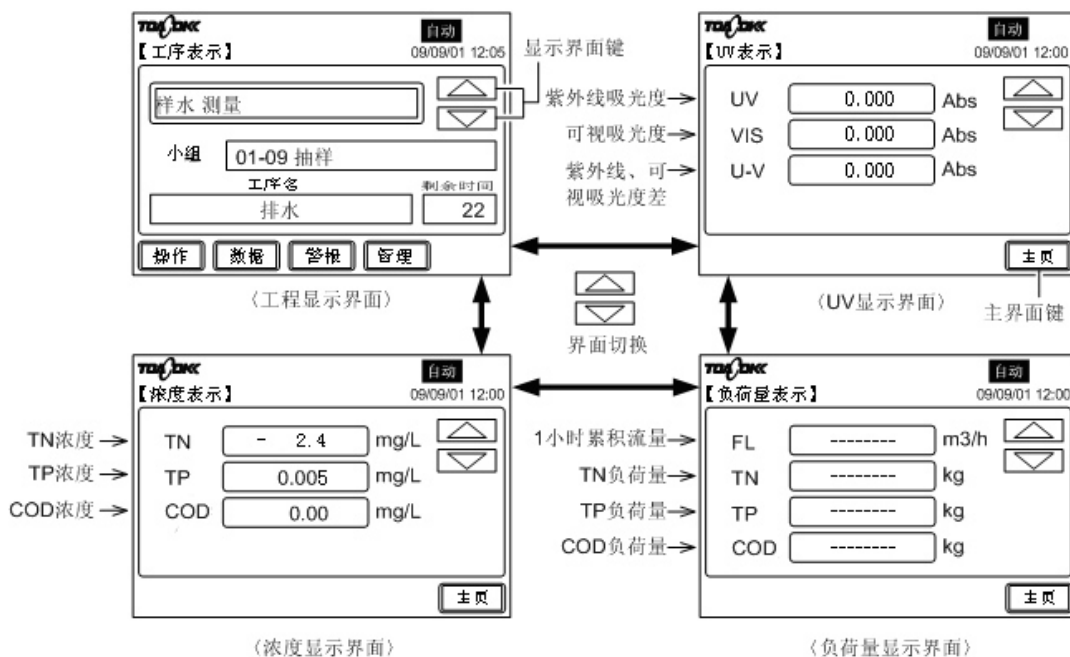 TOADKK
自动
【工序表示】
09/09/01 12:05
样水 测量
小组
01-09 抽样
工序名
剩余时间
排水
22
操作
数据
警报
管理
〈工程显示界面〉
显示界面键
TOADKK
自动
【UV表示】
09/09/01 12:00
紫外线吸光度
UV
0.000
Abs
可视吸光度
VIS
0.000
Abs
紫外线、可
视吸光度差
U-V
0.000
Abs
主页
〈UV显示界面〉
主界面键
界面切换
TOADKK
自动
【浓度表示】
09/09/01 12:00
TN浓度
TN
- 2.4
mg/L
TP浓度
TP
0.005
mg/L
COD浓度
COD
0.00
mg/L
主页
〈浓度显示界面〉
TOADKK
自动
【负荷量表示】
09/09/01 12:00
1小时累积流量
FL
--------
m3/h
TN负荷量
TN
--------
kg
TP负荷量
TP
--------
kg
COD负荷量
COD
--------
kg
主页
〈负荷量显示界面〉